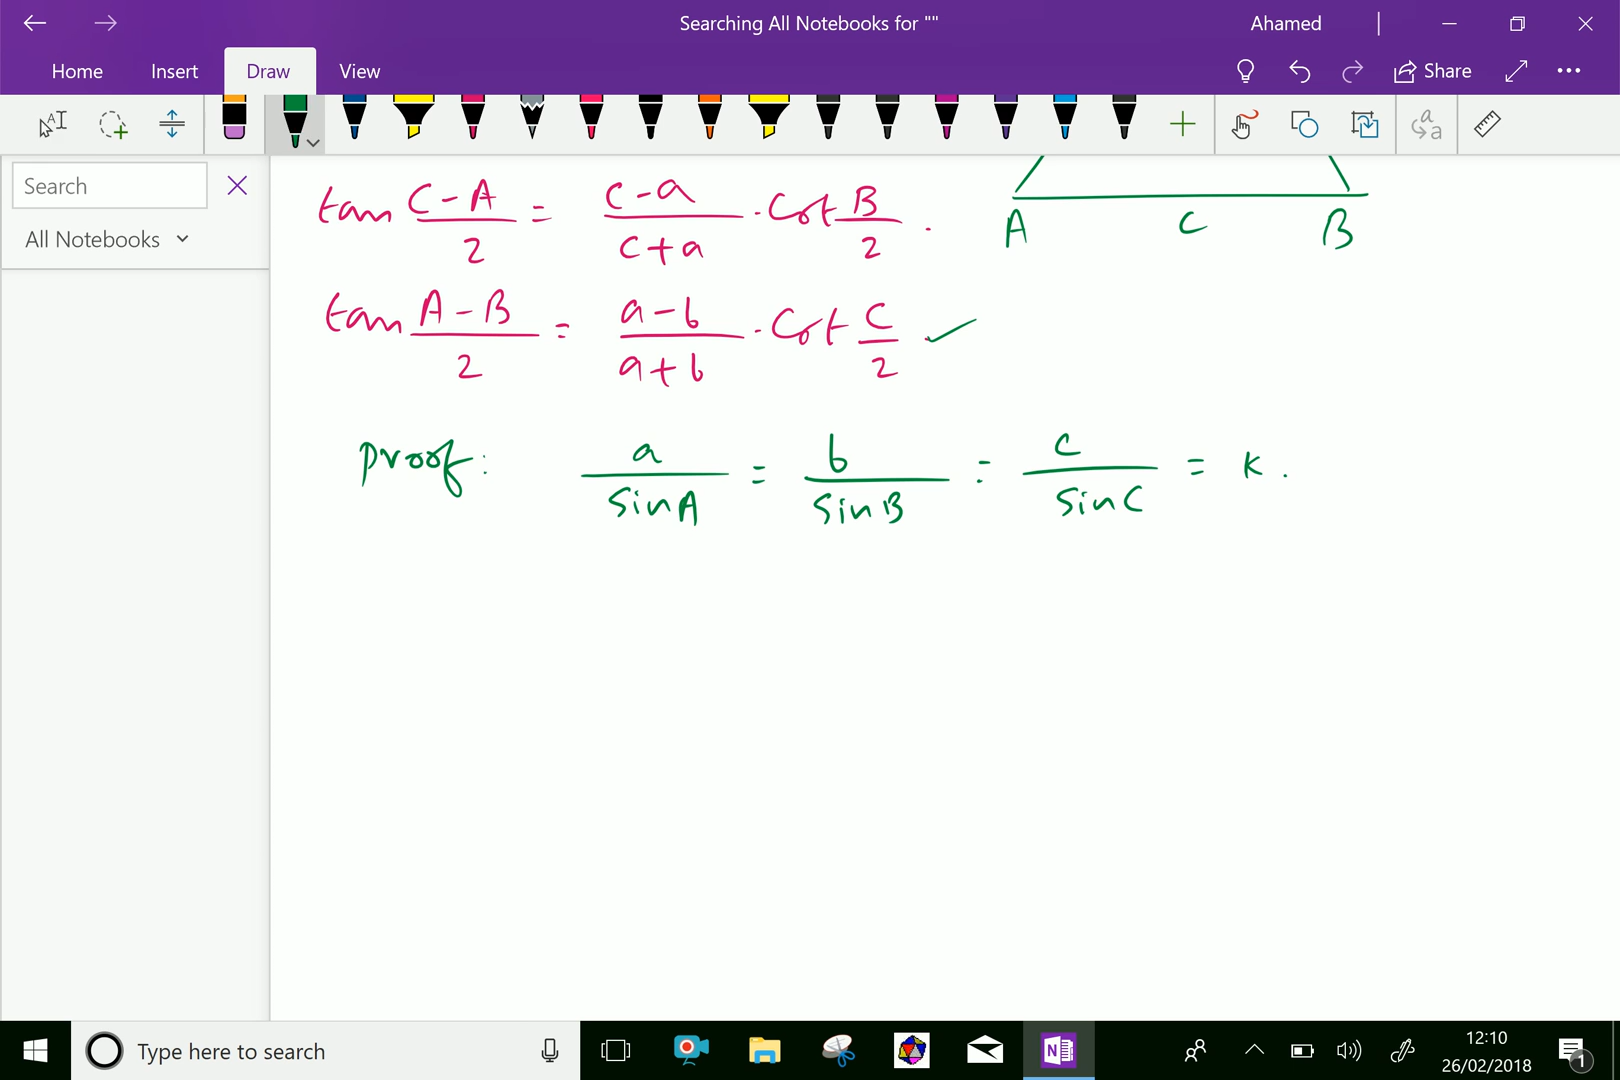 Searching All Notebooks for ""
Ahamed
Home Insert Draw View
Share
Search
All Notebooks
tan C-A/2 = c-a/c+a · Cot B/2 .
A C B
tan A-B/2 = a-b/a+b · Cot C/2 ✓
Proof: a/sinA = b/sinB = c/sinC = K .
Type here to search
12:10
26/02/2018
1